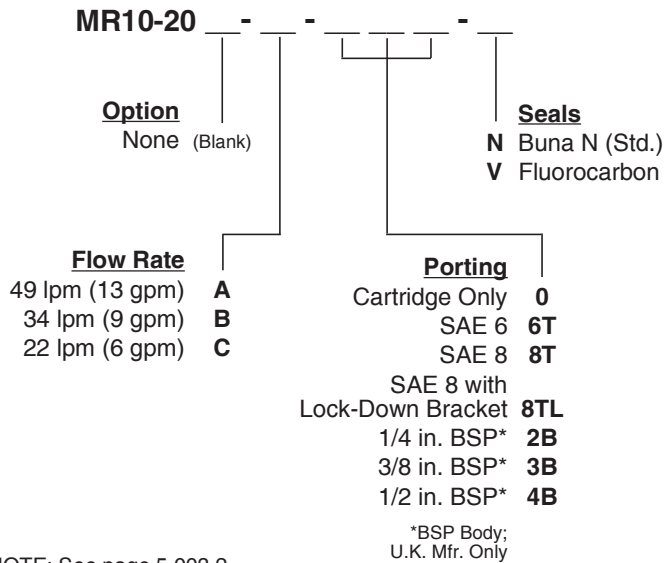 MR10-20 __ - __ - __ __ __ - __
Option
None (Blank)
Seals
N Buna N (Std.)
V Fluorocarbon
Flow Rate
49 lpm (13 gpm) A
34 lpm (9 gpm) B
22 lpm (6 gpm) C
Porting
Cartridge Only 0
SAE 6 6T
SAE 8 8T
SAE 8 with
Lock-Down Bracket 8TL
1/4 in. BSP* 2B
3/8 in. BSP* 3B
1/2 in. BSP* 4B
*BSP Body;
U.K. Mfr. Only